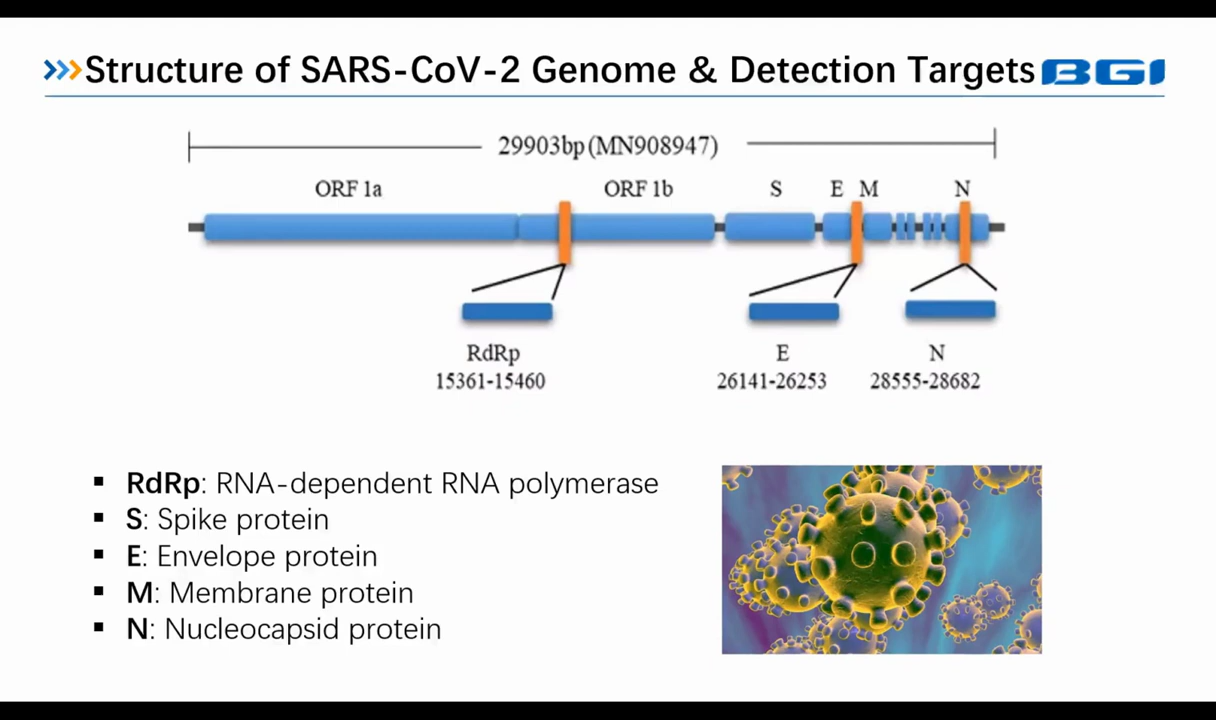 Structure of SARS-CoV-2 Genome & Detection Targets BGI
29903bp(MN908947)
ORF 1a ORF 1b S E M N
RdRp E N
15361-15460 26141-26253 28555-28682
▪ RdRp: RNA-dependent RNA polymerase
▪ S: Spike protein
▪ E: Envelope protein
▪ M: Membrane protein
▪ N: Nucleocapsid protein